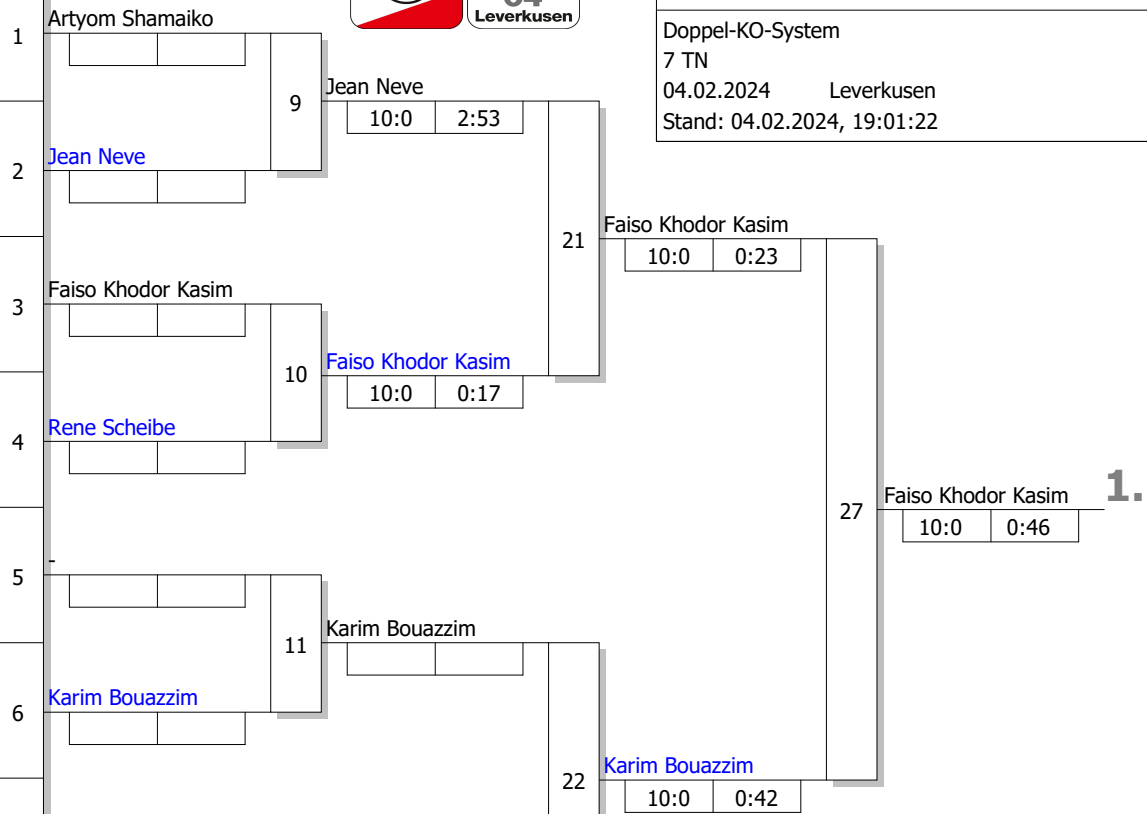 Artyom Shamaiko
1
Leverkusen
Doppel-KO-System
7 TN
04.02.2024 Leverkusen
Stand: 04.02.2024, 19:01:22
9
Jean Neve
10:0 2:53
Jean Neve
2
21
Faiso Khodor Kasim
10:0 0:23
Faiso Khodor Kasim
3
10
Faiso Khodor Kasim
10:0 0:17
Rene Scheibe
4
27
Faiso Khodor Kasim
1.
10:0 0:46
-
5
11
Karim Bouazzim
Karim Bouazzim
6
22
Karim Bouazzim
10:0 0:42